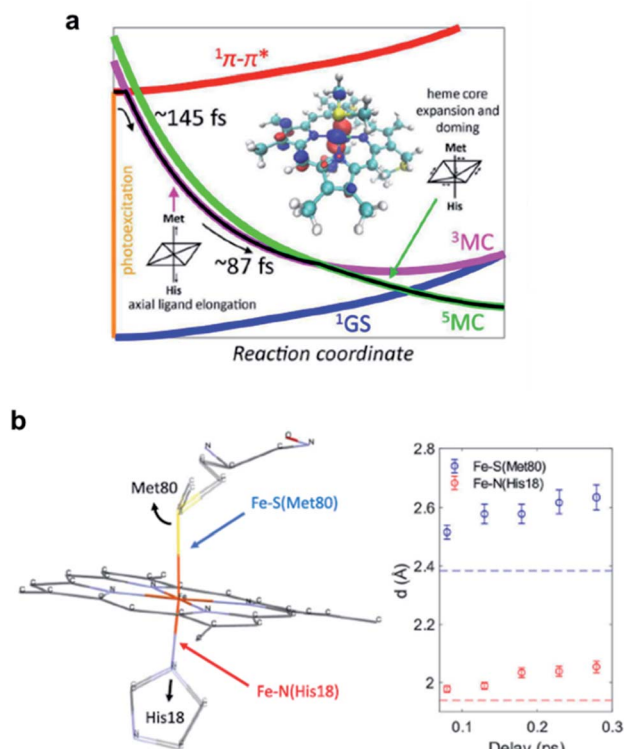 a
¹π-π*
~145 fs
heme core
expansion and
doming
Met
His
photoexcitation
Met
His
axial ligand elongation
~87 fs
³MC
¹GS
⁵MC
Reaction coordinate
b
Met80
Fe-S(Met80)
Fe-N(His18)
His18
2.8
2.6
2.4
2.2
2
d (Å)
Fe-S(Met80)
Fe-N(His18)
0.1
0.2
0.3
Delay (ps)